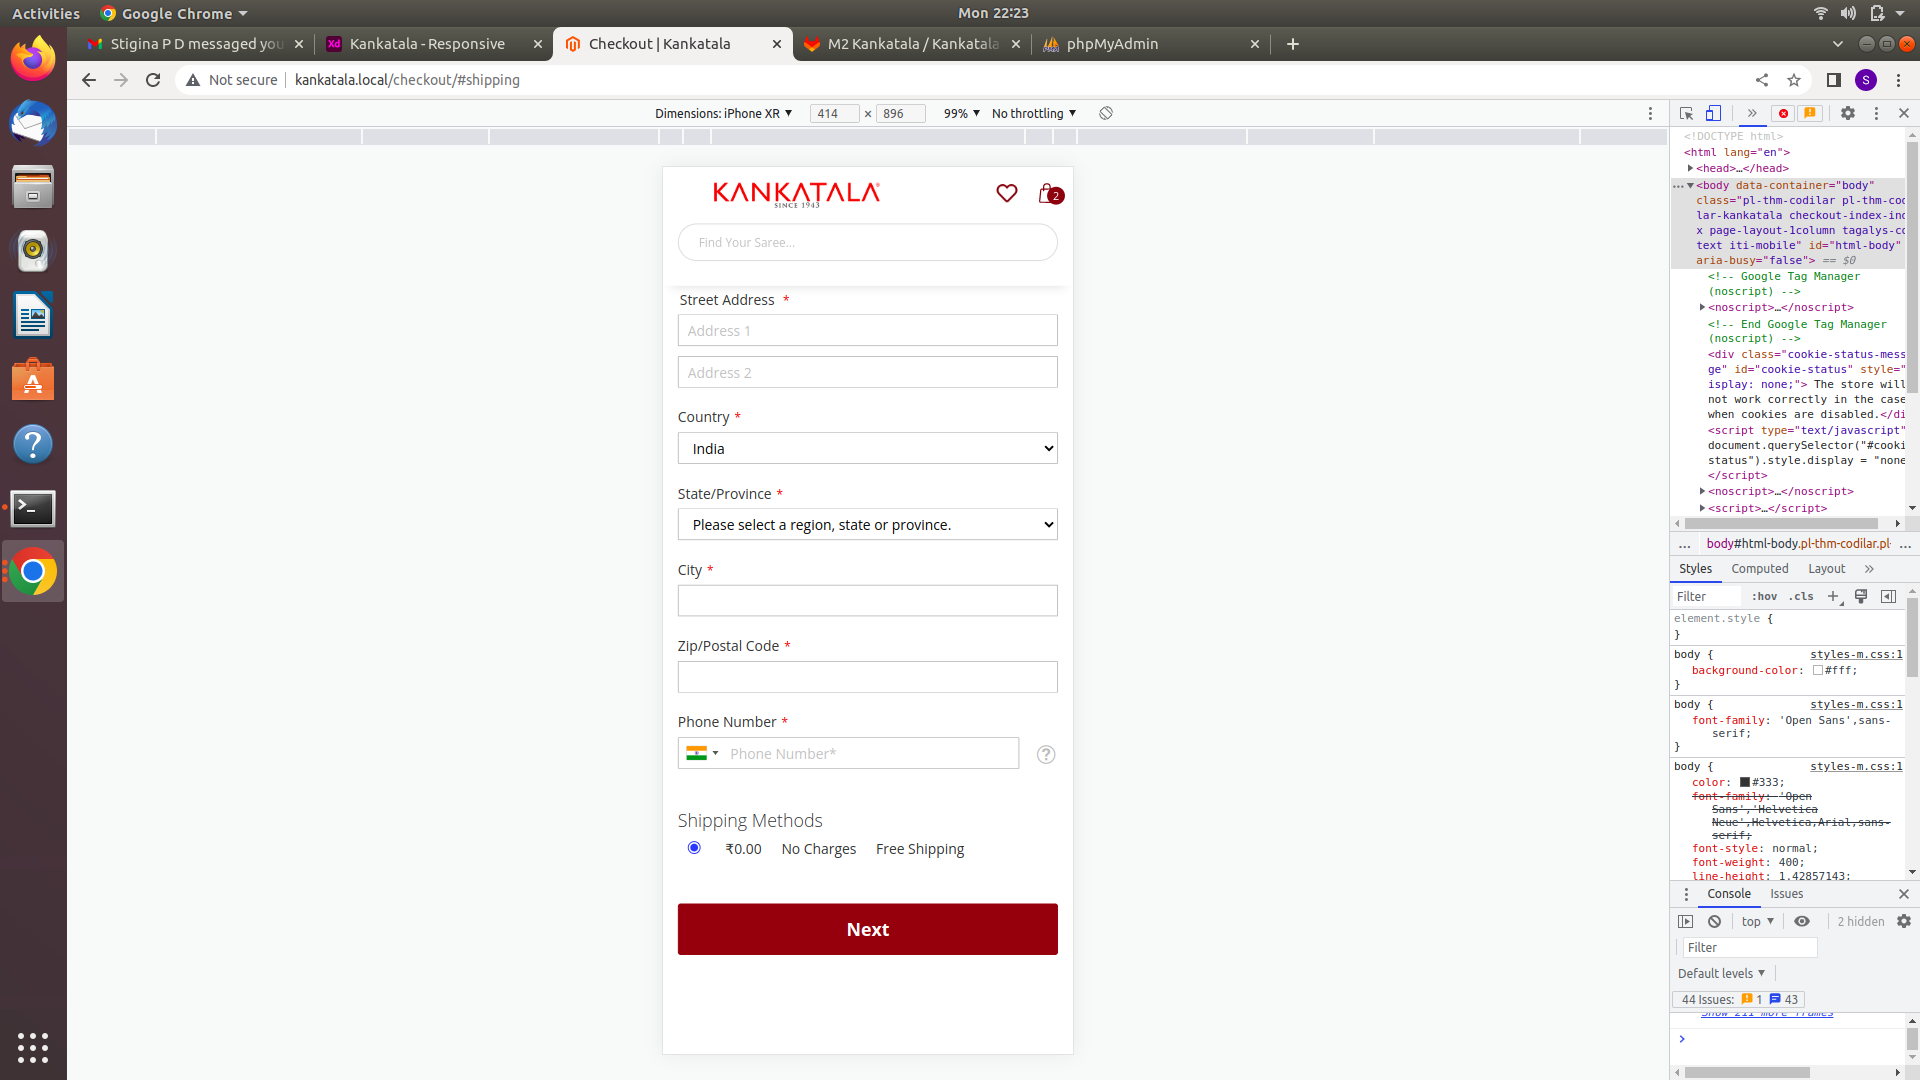 Activities
Google Chrome
Mon 22:23
Stigina P D messaged you
Kankatala - Responsive
Checkout | Kankatala
M2 Kankatala / Kankatala
phpMyAdmin
Not secure
kankatala.local/checkout/#shipping
S
Dimensions: iPhone XR
414 × 896
99%
No throttling
KANKATALA
SINCE 1943
2
Find Your Saree...
Street Address *
Address 1
Address 2
Country *
India
State/Province *
Please select a region, state or province.
City *
Zip/Postal Code *
Phone Number *
Phone Number*
Shipping Methods
₹0.00 No Charges Free Shipping
Next
<!DOCTYPE html>
<html lang="en">
<head>…</head>
<body data-container="body"
class="pl-thm-codilar pl-thm-cod
lar-kankatala checkout-index-ind
x page-layout-1column tagalys-co
text iti-mobile" id="html-body"
aria-busy="false"> == $0
<!-- Google Tag Manager
(noscript) -->
<noscript>…</noscript>
<!-- End Google Tag Manager
(noscript) -->
<div class="cookie-status-mess
ge" id="cookie-status" style="
isplay: none;"> The store will
not work correctly in the case
when cookies are disabled.</di
<script type="text/javascript"
document.querySelector("#cooki
status").style.display = "none
</script>
<noscript>…</noscript>
<script>…</script>
... body#html-body.pl-thm-codilar.pl- ...
Styles Computed Layout
Filter :hov .cls
element.style {
}
body { styles-m.css:1
background-color: #fff;
}
body { styles-m.css:1
font-family: 'Open Sans',sans-
serif;
}
body { styles-m.css:1
color: #333;
font-family: 'Open
Sans','Helvetica
Neue',Helvetica,Arial,sans-
serif;
font-style: normal;
font-weight: 400;
line-height: 1.42857143;
Console Issues
top 2 hidden
Filter
Default levels
44 Issues: 1 43
Show 211 more frames